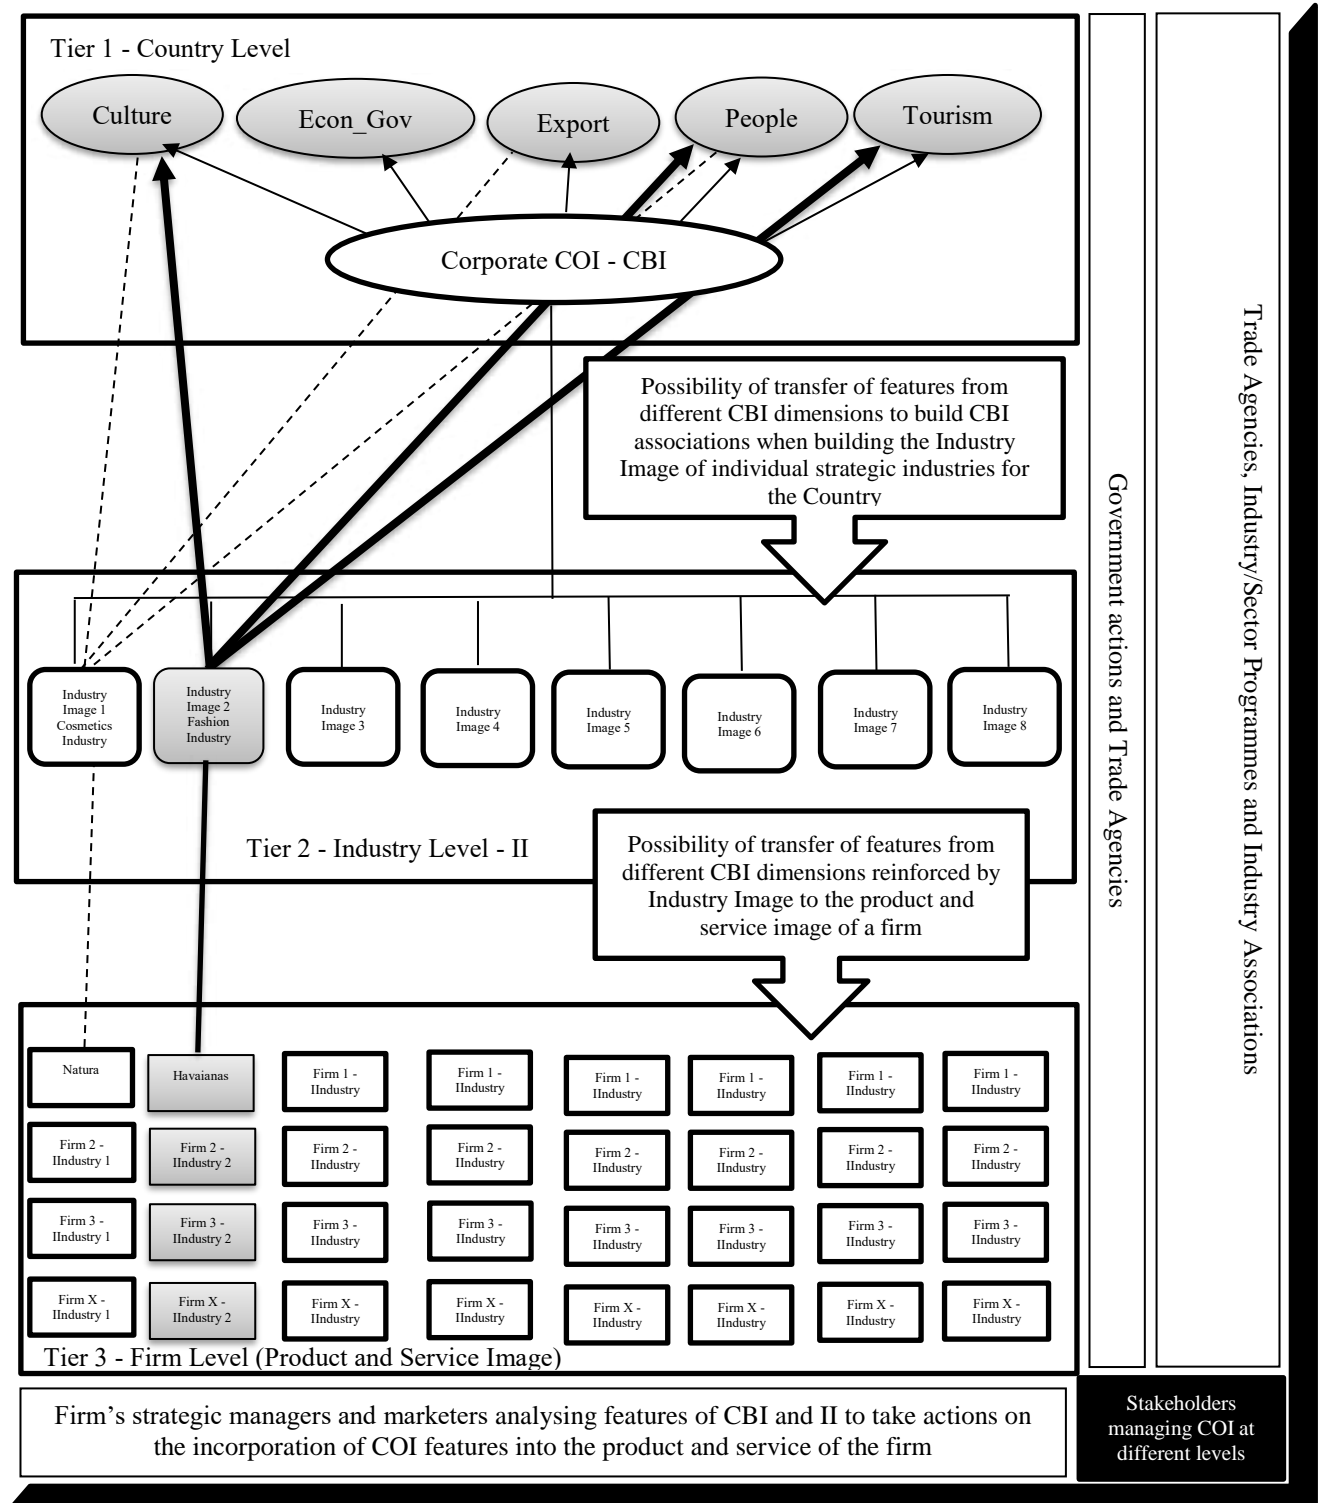 Tier 1 - Country Level
Culture
Econ_Gov
Export
People
Tourism
Corporate COI - CBI
Possibility of transfer of features from
different CBI dimensions to build CBI
associations when building the Industry
Image of individual strategic industries for
the Country
Industry
Image 1
Cosmetics
Industry
Industry
Image 2
Fashion
Industry
Industry
Image 3
Industry
Image 4
Industry
Image 5
Industry
Image 6
Industry
Image 7
Industry
Image 8
Tier 2 - Industry Level - II
Possibility of transfer of features from
different CBI dimensions reinforced by
Industry Image to the product and
service image of a firm
Natura
Havaianas
Firm 1 -
IIndustry
Firm 1 -
IIndustry
Firm 1 -
IIndustry
Firm 1 -
IIndustry
Firm 1 -
IIndustry
Firm 1 -
IIndustry
Firm 2 -
IIndustry 1
Firm 2 -
IIndustry 2
Firm 2 -
IIndustry
Firm 2 -
IIndustry
Firm 2 -
IIndustry
Firm 2 -
IIndustry
Firm 2 -
IIndustry
Firm 2 -
IIndustry
Firm 3 -
IIndustry 1
Firm 3 -
IIndustry 2
Firm 3 -
IIndustry
Firm 3 -
IIndustry
Firm 3 -
IIndustry
Firm 3 -
IIndustry
Firm 3 -
IIndustry
Firm 3 -
IIndustry
Firm X -
IIndustry 1
Firm X -
IIndustry 2
Firm X -
IIndustry
Firm X -
IIndustry
Firm X -
IIndustry
Firm X -
IIndustry
Firm X -
IIndustry
Firm X -
IIndustry
Tier 3 - Firm Level (Product and Service Image)
Government actions and Trade Agencies
Trade Agencies, Industry/Sector Programmes and Industry Associations
Firm’s strategic managers and marketers analysing features of CBI and II to take actions on
the incorporation of COI features into the product and service of the firm
Stakeholders
managing COI at
different levels